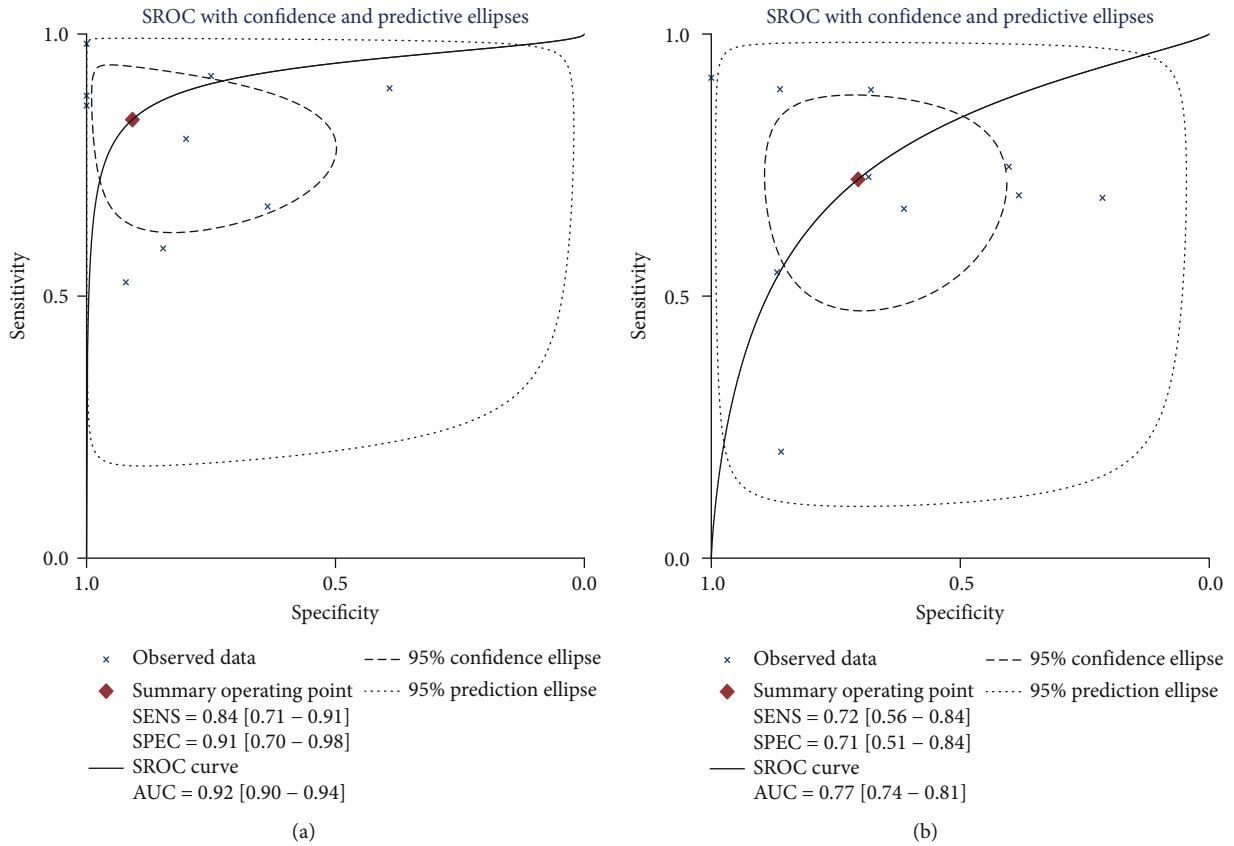 SROC with confidence and predictive ellipses
1.0
0.5
0.0
Sensitivity
1.0
0.5
0.0
Specificity
× Observed data
Summary operating point
SENS = 0.84 [0.71 − 0.91]
SPEC = 0.91 [0.70 − 0.98]
SROC curve
AUC = 0.92 [0.90 − 0.94]
95% confidence ellipse
95% prediction ellipse
(a)
SROC with confidence and predictive ellipses
1.0
0.5
0.0
Sensitivity
1.0
0.5
0.0
Specificity
× Observed data
Summary operating point
SENS = 0.72 [0.56 − 0.84]
SPEC = 0.71 [0.51 − 0.84]
SROC curve
AUC = 0.77 [0.74 − 0.81]
95% confidence ellipse
95% prediction ellipse
(b)